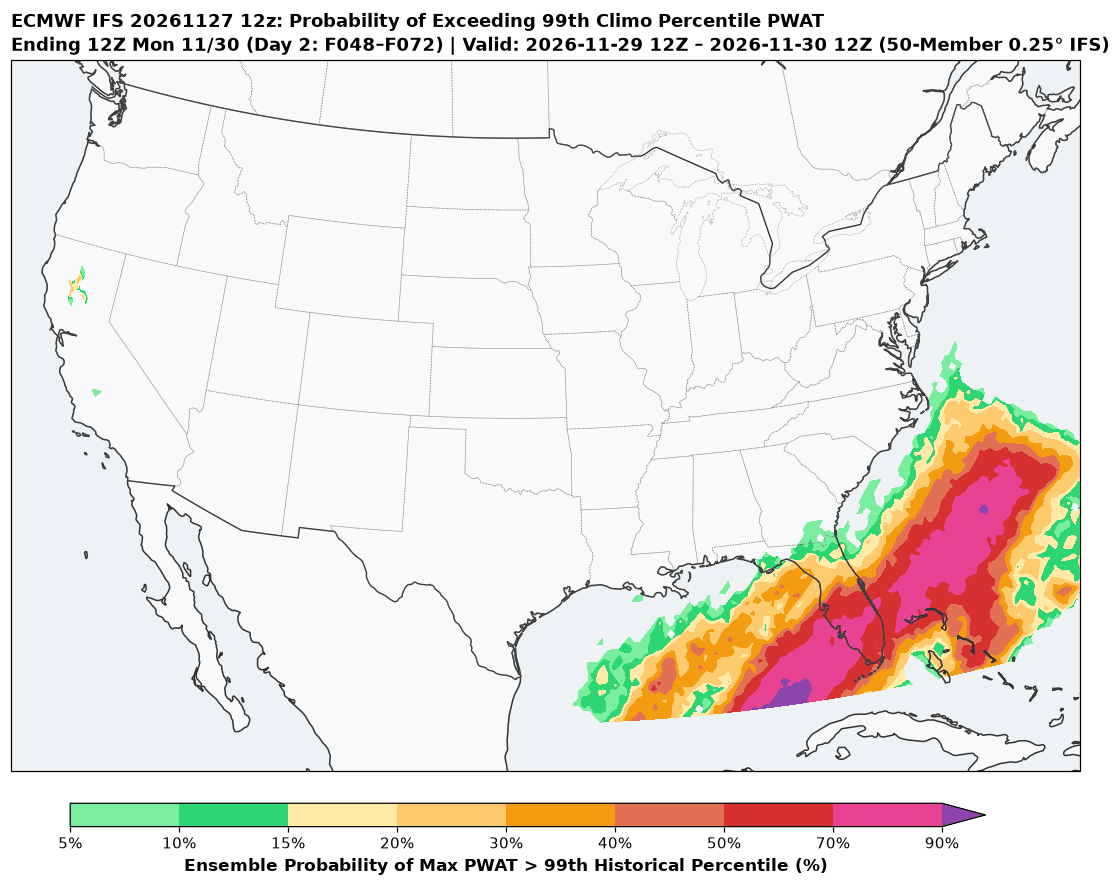 ECMWF IFS 20261127 12z: Probability of Exceeding 99th Climo Percentile PWAT
Ending 12Z Mon 11/30 (Day 2: F048–F072) | Valid: 2026-11-29 12Z – 2026-11-30 12Z (50-Member 0.25° IFS)
5% 10% 15% 20% 30% 40% 50% 70% 90%
Ensemble Probability of Max PWAT > 99th Historical Percentile (%)